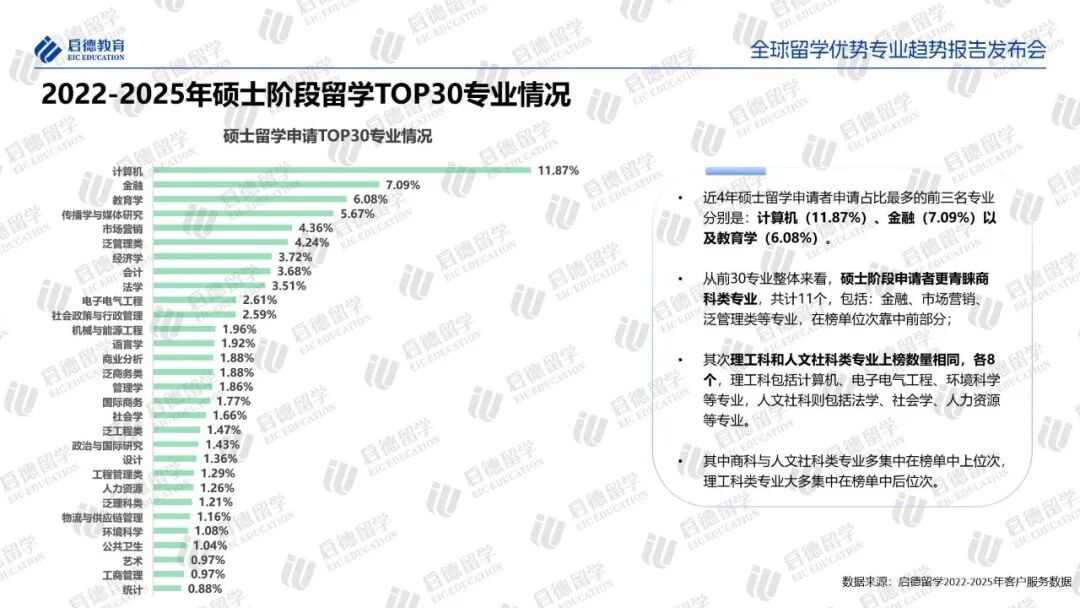 启德教育
EIC EDUCATION
全球留学优势专业趋势报告发布会
2022-2025年硕士阶段留学TOP30专业情况
硕士留学申请TOP30专业情况
计算机 11.87%
金融 7.09%
教育学 6.08%
传播学与媒体研究 5.67%
市场营销 4.36%
泛管理类 4.24%
经济学 3.72%
会计 3.68%
法学 3.51%
电子电气工程 2.61%
社会政策与行政管理 2.59%
机械与能源工程 1.96%
语言学 1.92%
商业分析 1.88%
泛商务类 1.88%
管理学 1.86%
国际商务 1.77%
社会学 1.66%
泛工程类 1.47%
政治与国际研究 1.43%
设计 1.36%
工程管理类 1.29%
人力资源 1.26%
泛理科类 1.21%
物流与供应链管理 1.16%
环境科学 1.08%
公共卫生 1.04%
艺术 0.97%
工商管理 0.97%
统计 0.88%
• 近4年硕士留学申请者申请占比最多的前三名专业
分别是：计算机（11.87%）、金融（7.09%）以
及教育学（6.08%）。
• 从前30专业整体来看，硕士阶段申请者更青睐商
科类专业，共计11个，包括：金融、市场营销、
泛管理类等专业，在榜单位次靠中前部分；
• 其次理工科和人文社科类专业上榜数量相同，各8
个，理工科包括计算机、电子电气工程、环境科学
等专业，人文社科则包括法学、社会学、人力资源
等专业。
• 其中商科与人文社科类专业多集中在榜单中上位次，
理工科类专业大多集中在榜单中后位次。
数据来源：启德留学2022-2025年客户服务数据
启德留学
EIC EDUCATION